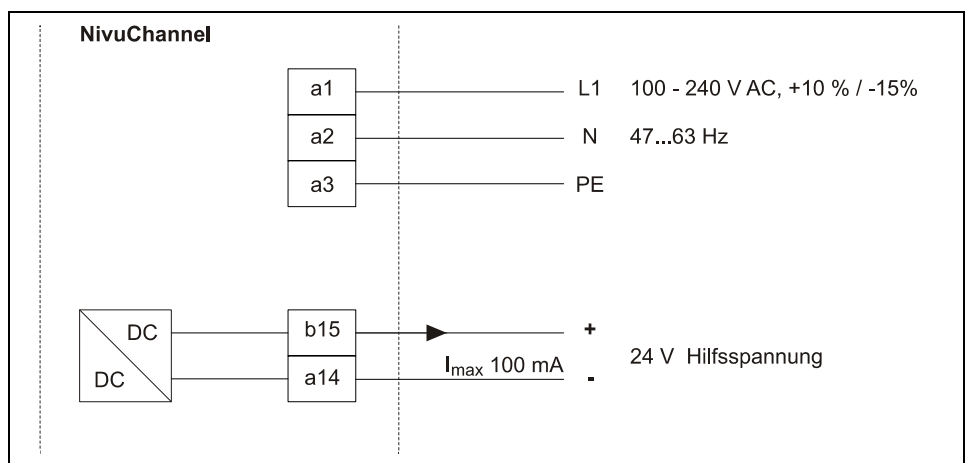 NivuChannel
a1 L1 100 - 240 V AC, +10 % / -15%
a2 N 47...63 Hz
a3 PE
DC b15 +
I max 100 mA 24 V Hilfsspannung
DC a14 -